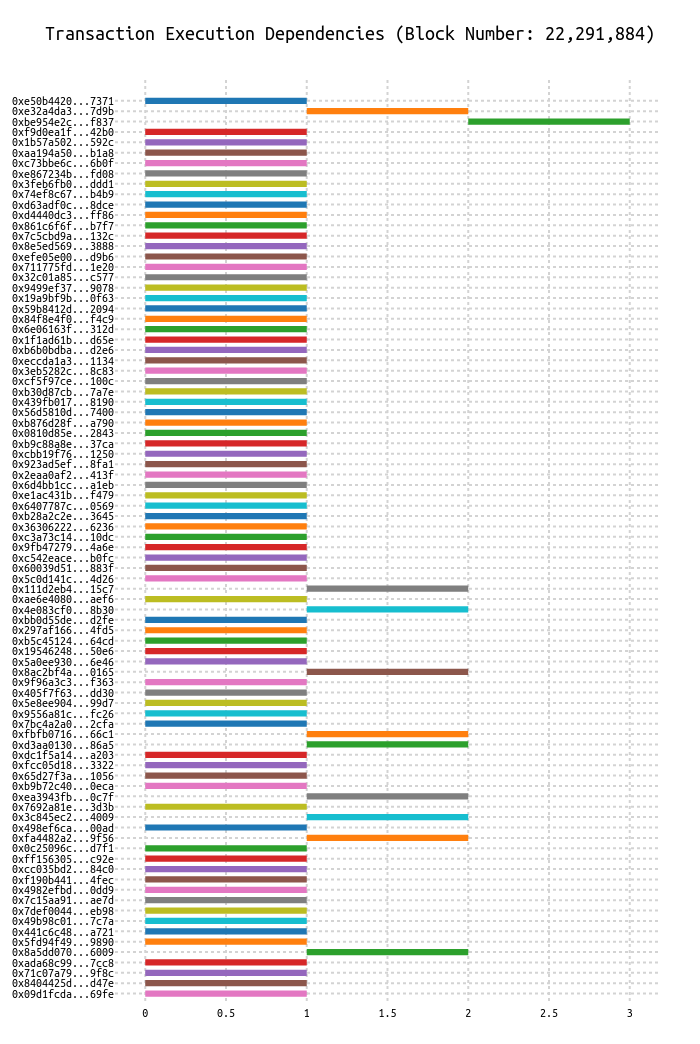 Transaction Execution Dependencies (Block Number: 22,291,884)
0xe50b4420...7371
0xe32a4da3...7d9b
0xbe954e2c...f837
0xf9d0ea1f...42b0
0x1b57a502...592c
0xaa194a50...b1a8
0xc73bbe6c...6b0f
0xe867234b...fd08
0x3feb6fb0...ddd1
0x74ef8c67...b4b9
0xd63adf0c...8dce
0xd4440dc3...ff86
0x861c6f6f...b7f7
0x7c5cbd9a...132c
0x8e5ed569...3888
0xefe05e00...d9b6
0x711775fd...1e20
0x32c01a85...c577
0x9499ef37...9078
0x19a9bf9b...0f63
0x59b8412d...2094
0x84f8e4f0...f4c9
0x6e06163f...312d
0x1f1ad61b...d65e
0xb6b0bdba...d2e6
0xeccda1a3...1134
0x3eb5282c...8c83
0xcf5f97ce...100c
0xb30d87cb...7a7e
0x439fb017...8190
0x56d5810d...7400
0xb876d28f...a790
0x0810d85e...2843
0xb9c88a8e...37ca
0xcbb19f76...1250
0x923ad5ef...8fa1
0x2eaa0af2...413f
0x6d4bb1cc...a1eb
0xe1ac431b...f479
0x6407787c...0569
0xb28a2c2e...3645
0x36306222...6236
0xc3a73c14...10dc
0x9fb47279...4a6e
0xc542eace...b0fc
0x60039d51...883f
0x5c0d141c...4d26
0x111d2eb4...15c7
0xae6e4080...aef6
0x4e083cf0...8b30
0xbb0d55de...d2fe
0x297af166...4fd5
0xb5c45124...64cd
0x19546248...50e6
0x5a0ee930...6e46
0x8ac2bf4a...0165
0x9f96a3c3...f363
0x405f7f63...dd30
0x5e8ee904...99d7
0x9556a81c...fc26
0x7bc4a2a0...2cfa
0xfbfb0716...66c1
0xd3aa0130...86a5
0xdc1f5a14...a203
0xfcc05d18...3322
0x65d27f3a...1056
0xb9b72c40...0eca
0xea3943fb...0c7f
0x7692a81e...3d3b
0x3c845ec2...4009
0x498ef6ca...00ad
0xfa4482a2...9f56
0x0c25096c...d7f1
0xff156305...c92e
0xcc035bd2...84c0
0xf190b441...4fec
0x4982efbd...0dd9
0x7c15aa91...ae7d
0x7def0044...eb98
0x49b98c01...7c7a
0x441c6c48...a721
0x5fd94f49...9890
0x8a5dd070...6009
0xada68c99...7cc8
0x71c07a79...9f8c
0x8404425d...d47e
0x09d1fcda...69fe
0 0.5 1 1.5 2 2.5 3